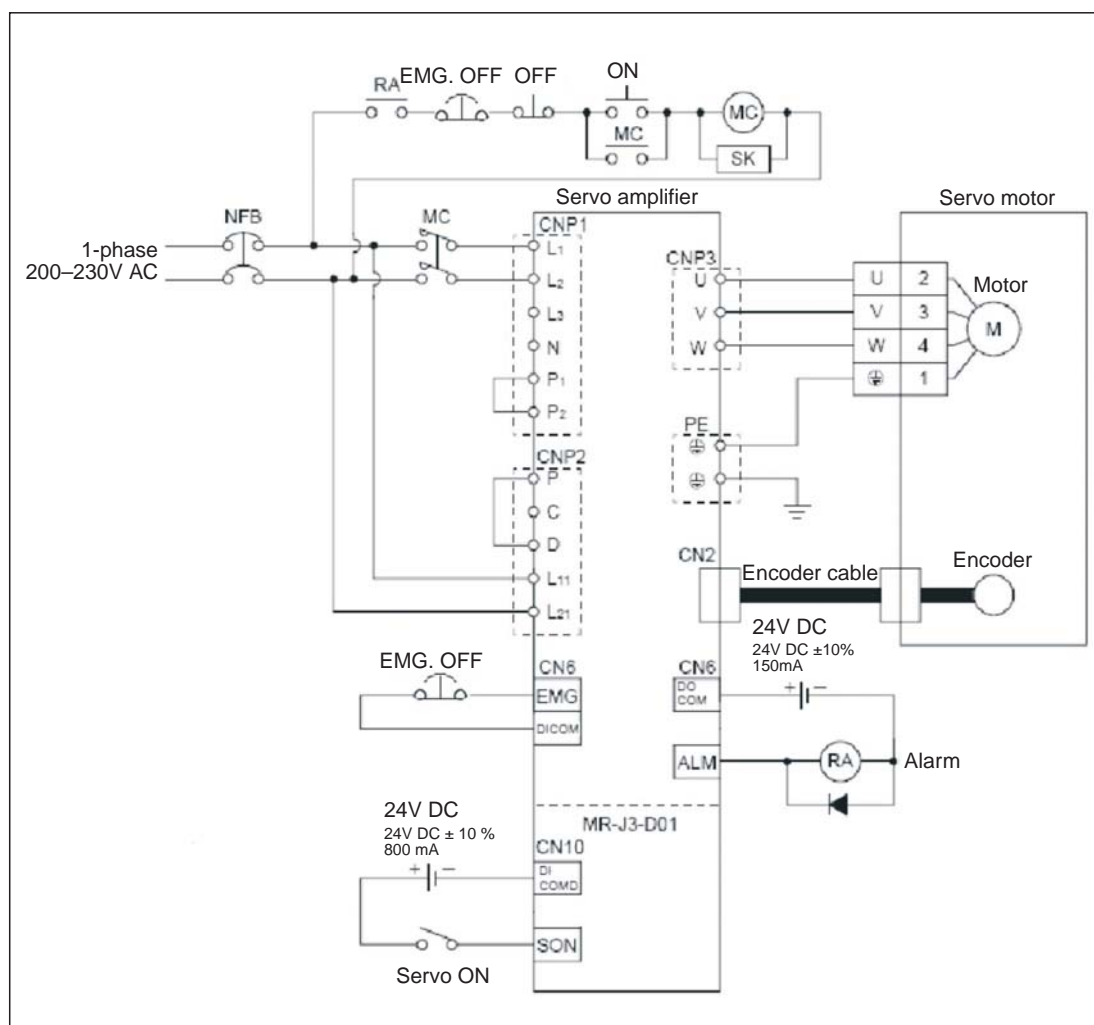 RA
EMG. OFF
OFF
ON
MC
MC
SK
Servo amplifier
Servo motor
NFB
MC
CNP1
1-phase
200–230V AC
L1
L2
L3
N
P1
P2
CNP3
U
V
W
U 2
V 3
W 4
1
Motor
M
PE
CNP2
P
C
D
L11
L21
CN2
Encoder cable
Encoder
24V DC
24V DC ±10%
150mA
EMG. OFF
CN6
EMG
DICOM
CN6
DO
COM
+ −
ALM
RA
Alarm
MR-J3-D01
24V DC
24V DC ± 10 %
800 mA
+ −
CN10
DI
COMD
SON
Servo ON